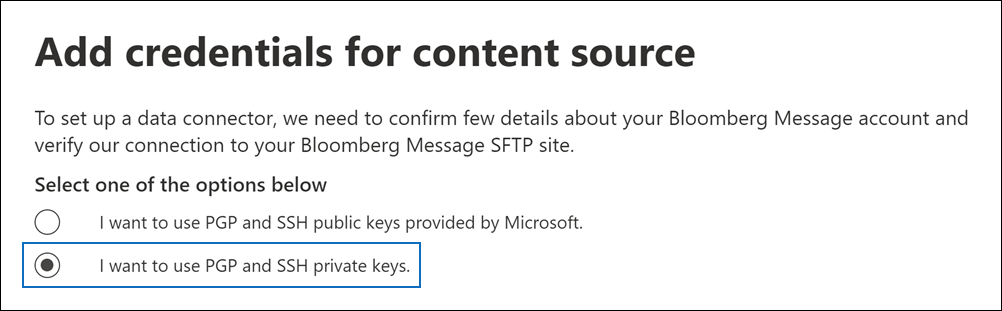 Add credentials for content source
To set up a data connector, we need to confirm few details about your Bloomberg Message account and
verify our connection to your Bloomberg Message SFTP site.
Select one of the options below
I want to use PGP and SSH public keys provided by Microsoft.
I want to use PGP and SSH private keys.